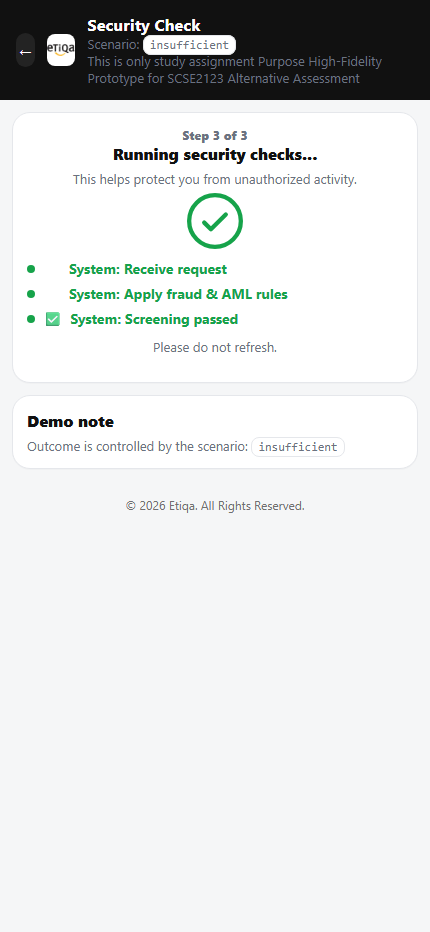 Security Check
←
etiqa
Scenario: insufficient
This is only study assignment Purpose High-Fidelity
Prototype for SCSE2123 Alternative Assessment
Step 3 of 3
Running security checks...
This helps protect you from unauthorized activity.
System: Receive request
System: Apply fraud & AML rules
✅ System: Screening passed
Please do not refresh.
Demo note
Outcome is controlled by the scenario: insufficient
© 2026 Etiqa. All Rights Reserved.